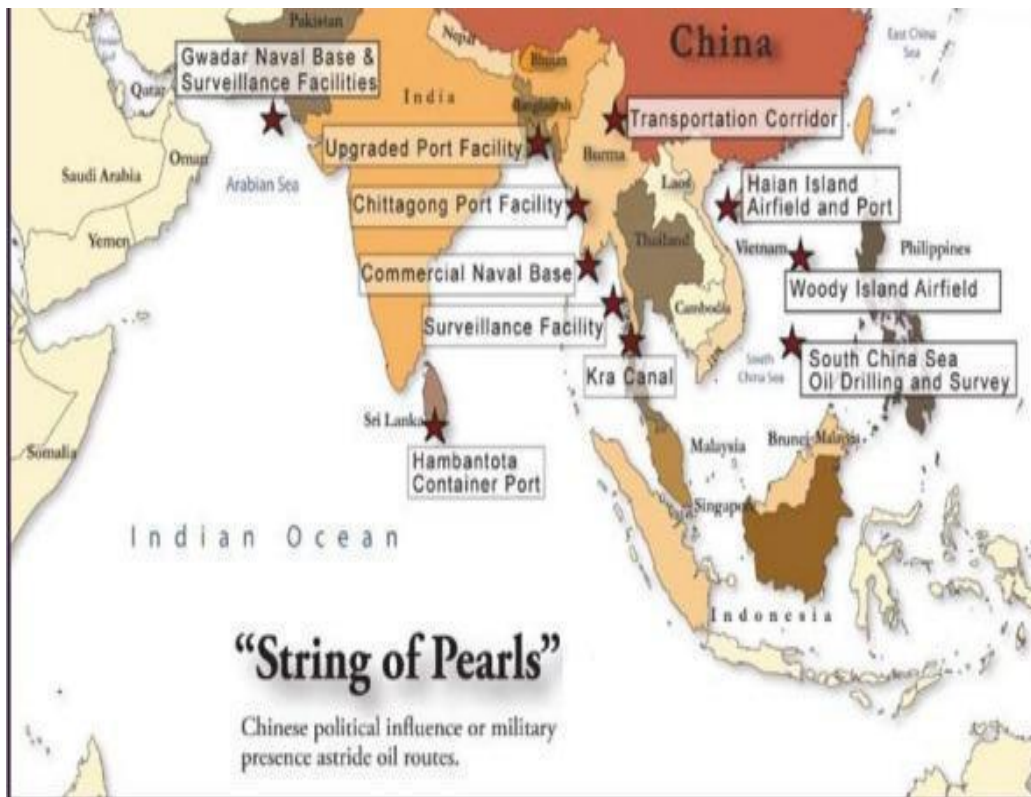 Pakistan
Nepal
China
East China
Sea
Gwadar Naval Base &
Surveillance Facilities
Bhutan
Qatar
India
Bangladesh
Transportation Corridor
Upgraded Port Facility
Burma
Oman
Saudi Arabia
Arabian Sea
Laos
Haian Island
Airfield and Port
Chittagong Port Facility
Thailand
Yemen
Vietnam
Philippines
Commercial Naval Base
Woody Island Airfield
Cambodia
Surveillance Facility
South
China Sea
South China Sea
Oil Drilling and Survey
Kra Canal
Sri Lanka
Somalia
Malaysia
Brunei
Malaysia
Hambantota
Container Port
Singapore
Indian Ocean
Indonesia
“String of Pearls”
Chinese political influence or military
presence astride oil routes.